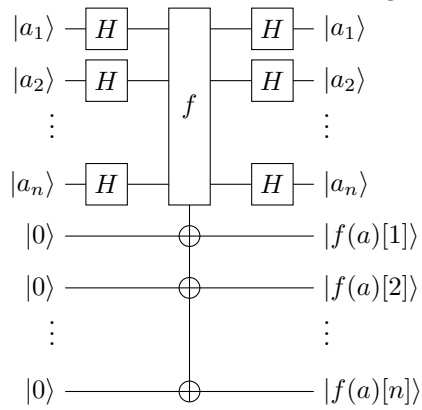 |a₁⟩ H |a₁⟩
|a₂⟩ H H |a₂⟩
f
⋮ ⋮
|aₙ⟩ H H |aₙ⟩
|0⟩ |f(a)[1]⟩
|0⟩ |f(a)[2]⟩
⋮ ⋮
|0⟩ |f(a)[n]⟩